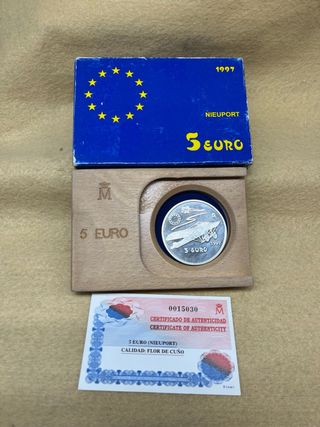 1997
NIEUPORT
5 EURO
M
5 EURO
5 EURO
1997
0015030
M
CERTIFICADO DE AUTENTICIDAD
CERTIFICATE OF AUTHENTICITY
5 EURO (NIEUPORT)
CALIDAD: FLOR DE CUÑO